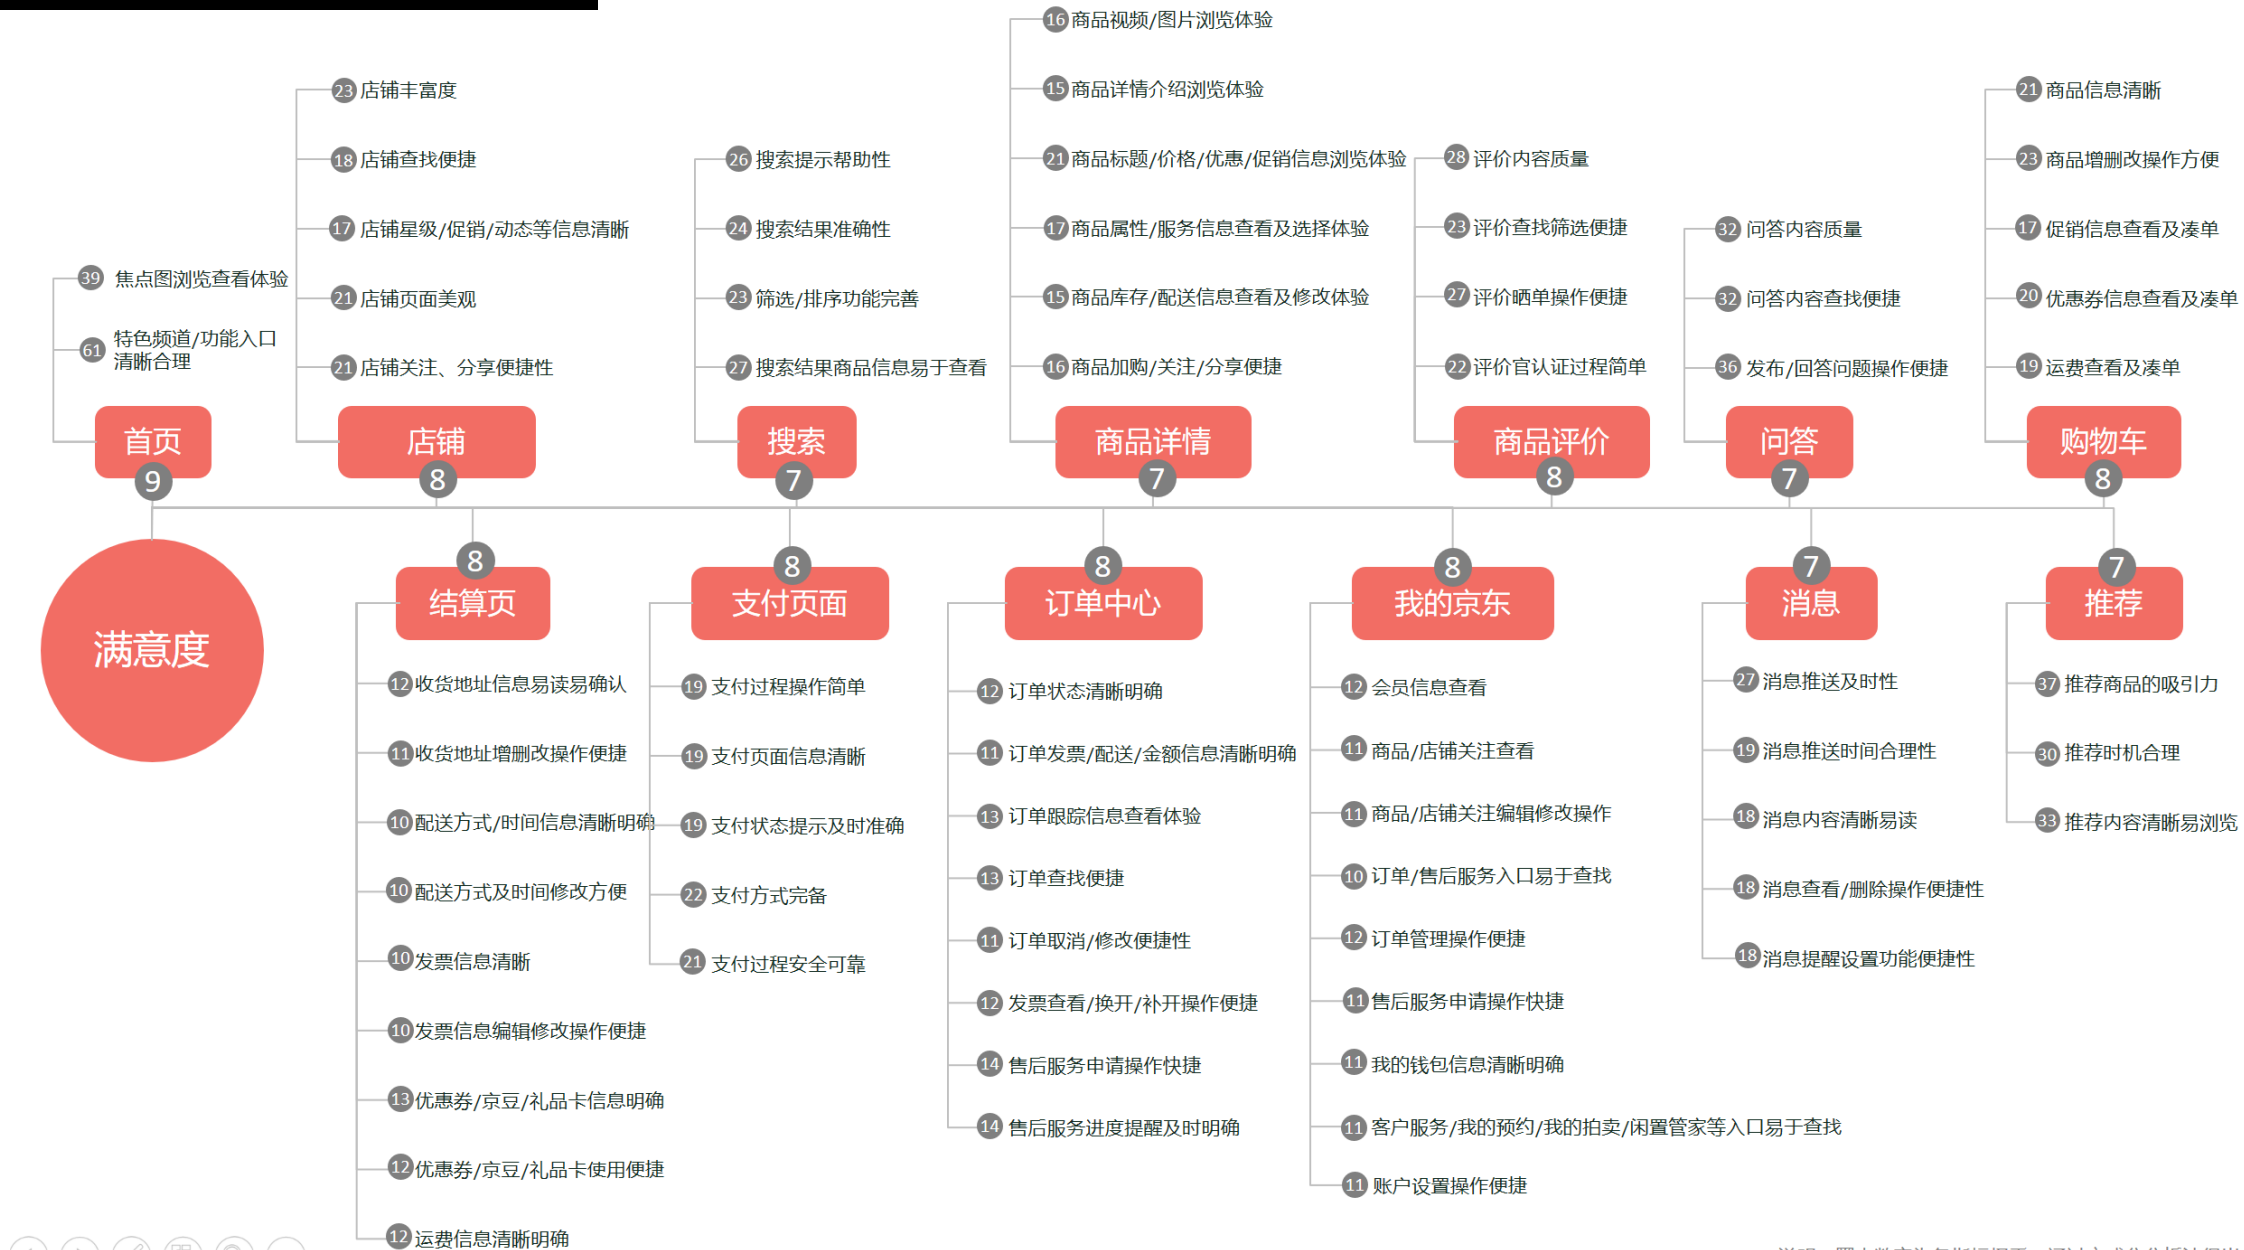 39 焦点图浏览查看体验
61 特色频道/功能入口
清晰合理
首页
9
23 店铺丰富度
18 店铺查找便捷
17 店铺星级/促销/动态等信息清晰
21 店铺页面美观
21 店铺关注、分享便捷性
店铺
8
26 搜索提示帮助性
24 搜索结果准确性
23 筛选/排序功能完善
27 搜索结果商品信息易于查看
搜索
7
16 商品视频/图片浏览体验
15 商品详情介绍浏览体验
21 商品标题/价格/优惠/促销信息浏览体验
17 商品属性/服务信息查看及选择体验
15 商品库存/配送信息查看及修改体验
16 商品加购/关注/分享便捷
商品详情
7
28 评价内容质量
23 评价查找筛选便捷
27 评价晒单操作便捷
22 评价官认证过程简单
商品评价
8
32 问答内容质量
32 问答内容查找便捷
36 发布/回答问题操作便捷
问答
7
21 商品信息清晰
23 商品增删改操作方便
17 促销信息查看及凑单
20 优惠券信息查看及凑单
19 运费查看及凑单
购物车
8
满意度
8
结算页
12 收货地址信息易读易确认
11 收货地址增删改操作便捷
10 配送方式/时间信息清晰明确
10 配送方式及时间修改方便
10 发票信息清晰
10 发票信息编辑修改操作便捷
13 优惠券/京豆/礼品卡信息明确
12 优惠券/京豆/礼品卡使用便捷
12 运费信息清晰明确
8
支付页面
19 支付过程操作简单
19 支付页面信息清晰
19 支付状态提示及时准确
22 支付方式完备
21 支付过程安全可靠
8
订单中心
12 订单状态清晰明确
11 订单发票/配送/金额信息清晰明确
13 订单跟踪信息查看体验
13 订单查找便捷
11 订单取消/修改便捷性
12 发票查看/换开/补开操作便捷
14 售后服务申请操作快捷
14 售后服务进度提醒及时明确
8
我的京东
12 会员信息查看
11 商品/店铺关注查看
11 商品/店铺关注编辑修改操作
10 订单/售后服务入口易于查找
12 订单管理操作便捷
11 售后服务申请操作快捷
11 我的钱包信息清晰明确
11 客户服务/我的预约/我的拍卖/闲置管家等入口易于查找
11 账户设置操作便捷
7
消息
27 消息推送及时性
19 消息推送时间合理性
18 消息内容清晰易读
18 消息查看/删除操作便捷性
18 消息提醒设置功能便捷性
7
推荐
37 推荐商品的吸引力
30 推荐时机合理
33 推荐内容清晰易浏览